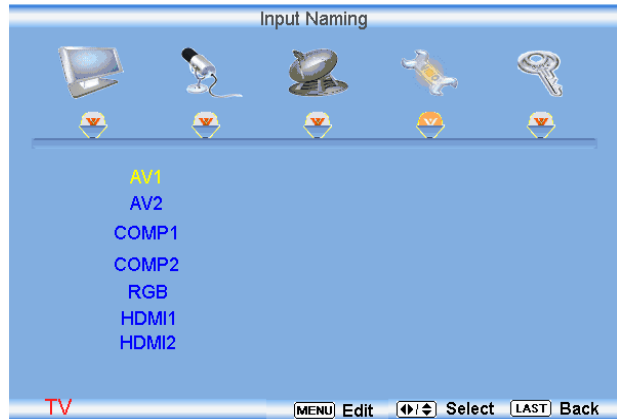 Input Naming
AV1
AV2
COMP1
COMP2
RGB
HDMI1
HDMI2
TV MENU Edit Select LAST Back